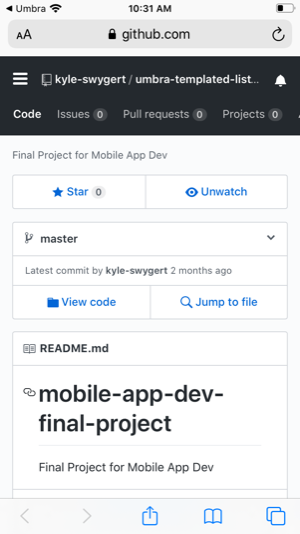 Umbra
10:31 AM
AA github.com
kyle-swygert / umbra-templated-list...
Code Issues 0 Pull requests 0 Projects 0
Final Project for Mobile App Dev
Star 0 Unwatch
master
Latest commit by kyle-swygert 2 months ago
View code Jump to file
README.md
mobile-app-dev-
final-project
Final Project for Mobile App Dev